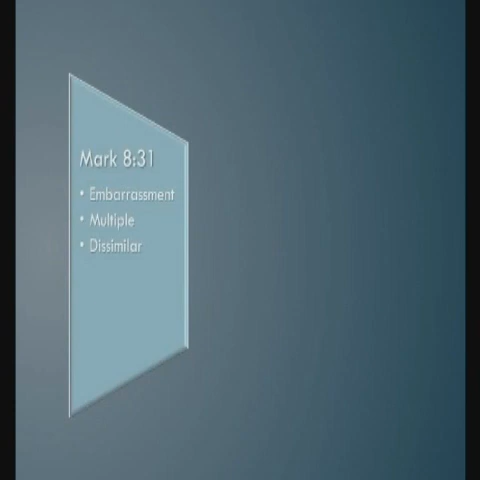 Mark 8:31
• Embarrassment
• Multiple
• Dissimilar